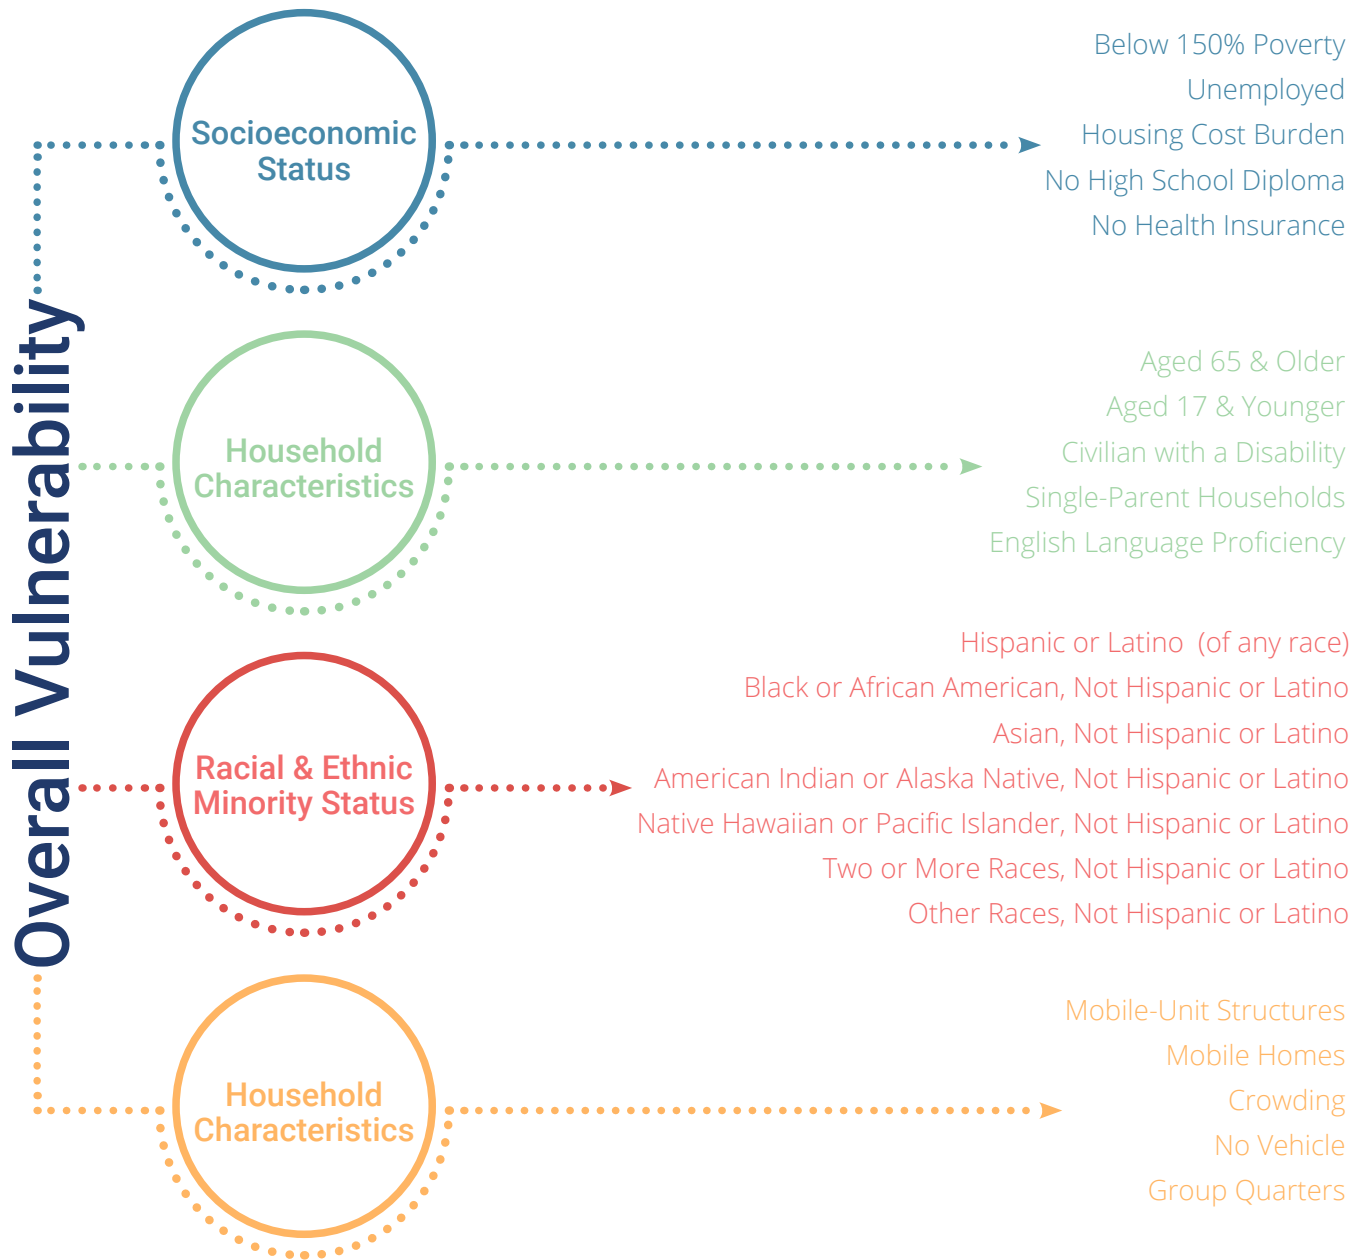 Overall Vulnerability
Socioeconomic
Status
Below 150% Poverty
Unemployed
Housing Cost Burden
No High School Diploma
No Health Insurance
Household
Characteristics
Aged 65 & Older
Aged 17 & Younger
Civilian with a Disability
Single-Parent Households
English Language Proficiency
Racial & Ethnic
Minority Status
Hispanic or Latino (of any race)
Black or African American, Not Hispanic or Latino
Asian, Not Hispanic or Latino
American Indian or Alaska Native, Not Hispanic or Latino
Native Hawaiian or Pacific Islander, Not Hispanic or Latino
Two or More Races, Not Hispanic or Latino
Other Races, Not Hispanic or Latino
Household
Characteristics
Mobile-Unit Structures
Mobile Homes
Crowding
No Vehicle
Group Quarters